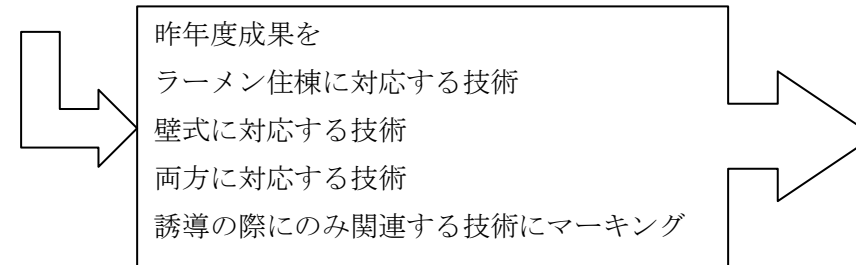 昨年度成果を
ラーメン住棟に対応する技術
壁式に対応する技術
両方に対応する技術
誘導の際にのみ関連する技術にマーキング